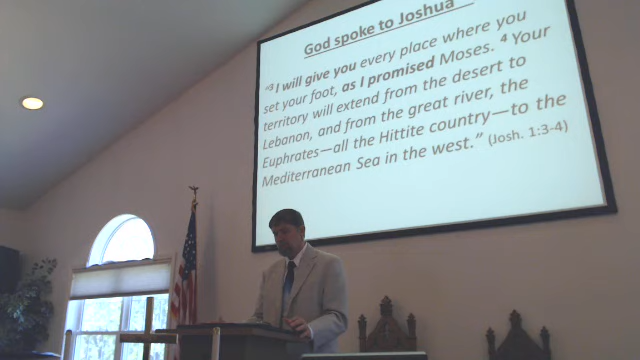 God spoke to Joshua
“3 I will give you every place where you
set your foot, as I promised Moses. 4 Your
territory will extend from the desert to
Lebanon, and from the great river, the
Euphrates—all the Hittite country—to the
Mediterranean Sea in the west.” (Josh. 1:3-4)